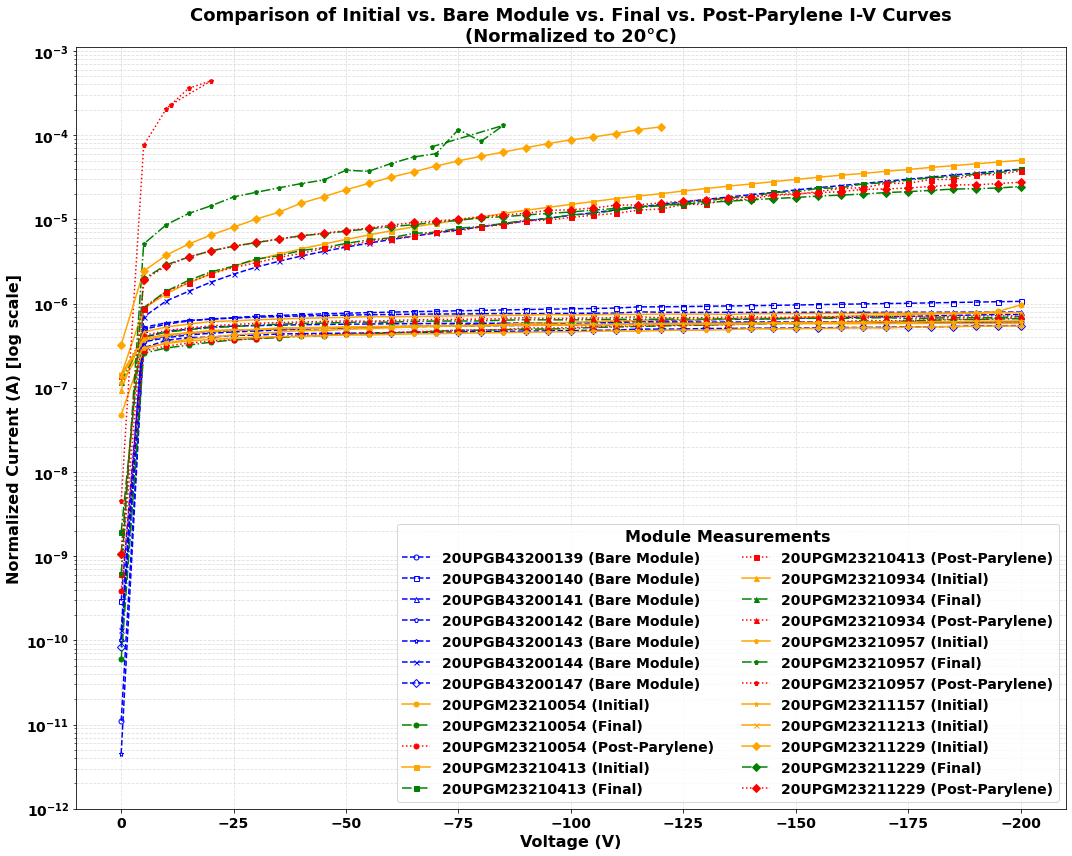 Comparison of Initial vs. Bare Module vs. Final vs. Post-Parylene I-V Curves
(Normalized to 20°C)
Normalized Current (A) [log scale]
10⁻³
10⁻⁴
10⁻⁵
10⁻⁶
10⁻⁷
10⁻⁸
10⁻⁹
10⁻¹⁰
10⁻¹¹
10⁻¹²
Module Measurements
20UPGB43200139 (Bare Module)
20UPGB43200140 (Bare Module)
20UPGB43200141 (Bare Module)
20UPGB43200142 (Bare Module)
20UPGB43200143 (Bare Module)
20UPGB43200144 (Bare Module)
20UPGB43200147 (Bare Module)
20UPGM23210054 (Initial)
20UPGM23210054 (Final)
20UPGM23210054 (Post-Parylene)
20UPGM23210413 (Initial)
20UPGM23210413 (Final)
20UPGM23210413 (Post-Parylene)
20UPGM23210934 (Initial)
20UPGM23210934 (Final)
20UPGM23210934 (Post-Parylene)
20UPGM23210957 (Initial)
20UPGM23210957 (Final)
20UPGM23210957 (Post-Parylene)
20UPGM23211157 (Initial)
20UPGM23211213 (Initial)
20UPGM23211229 (Initial)
20UPGM23211229 (Final)
20UPGM23211229 (Post-Parylene)
0 −25 −50 −75 −100 −125 −150 −175 −200
Voltage (V)